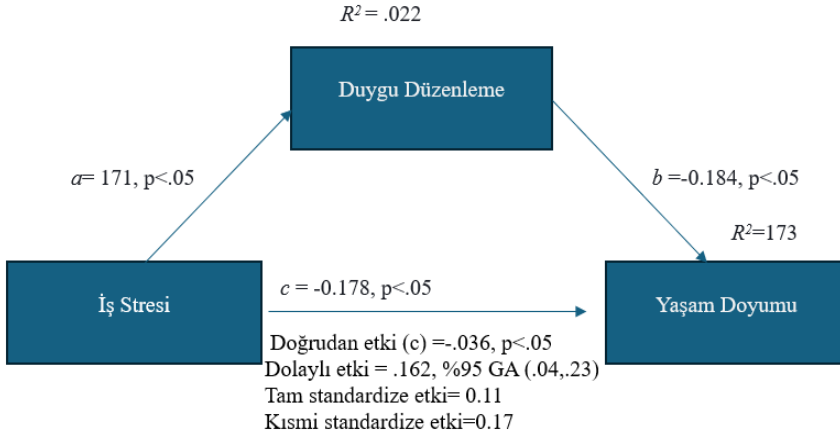 R² = .022
Duygu Düzenleme
a= 171, p<.05
b =-0.184, p<.05
R²=173
İş Stresi
c = -0.178, p<.05
Yaşam Doyumu
Doğrudan etki (c) =-.036, p<.05
Dolaylı etki = .162, %95 GA (.04,.23)
Tam standardize etki= 0.11
Kısmi standardize etki=0.17